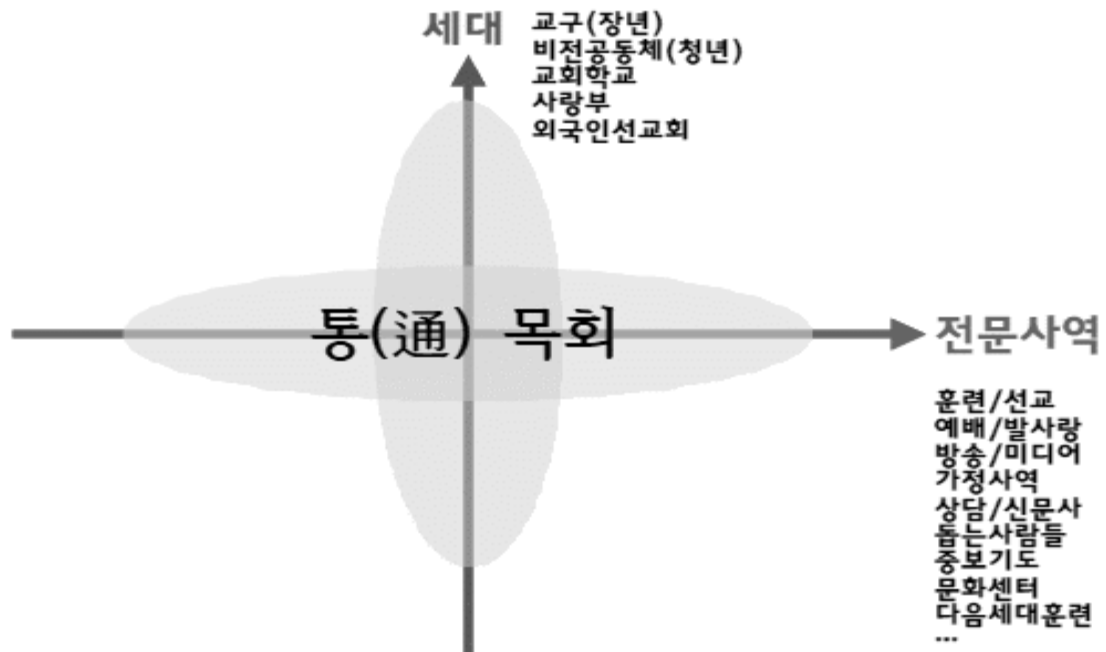 세대
교구(장년)
비전공동체(청년)
교회학교
사랑부
외국인선교회
통(通) 목회
전문사역
훈련/선교
예배/발사랑
방송/미디어
가정사역
상담/신문사
돕는사람들
중보기도
문화센터
다음세대훈련
...